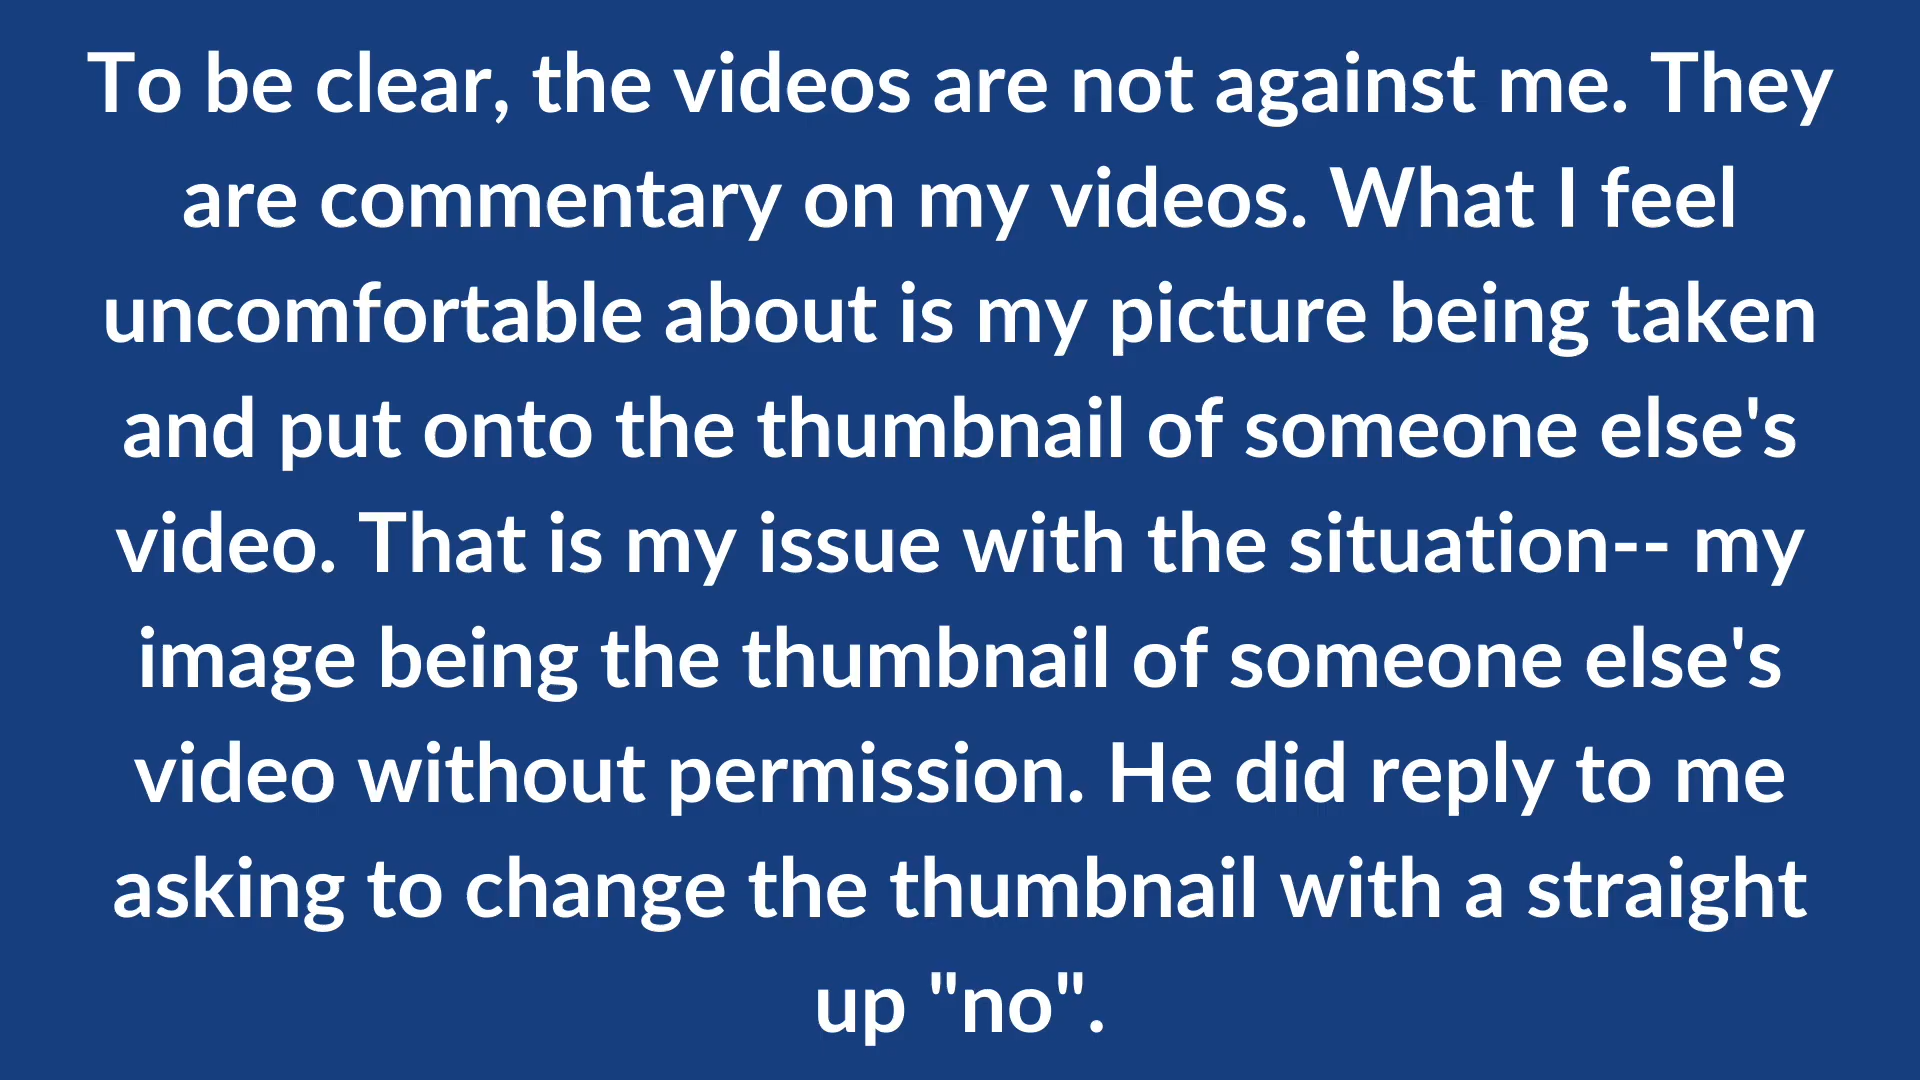 To be clear, the videos are not against me. They
are commentary on my videos. What I feel
uncomfortable about is my picture being taken
and put onto the thumbnail of someone else's
video. That is my issue with the situation-- my
image being the thumbnail of someone else's
video without permission. He did reply to me
asking to change the thumbnail with a straight
up "no".